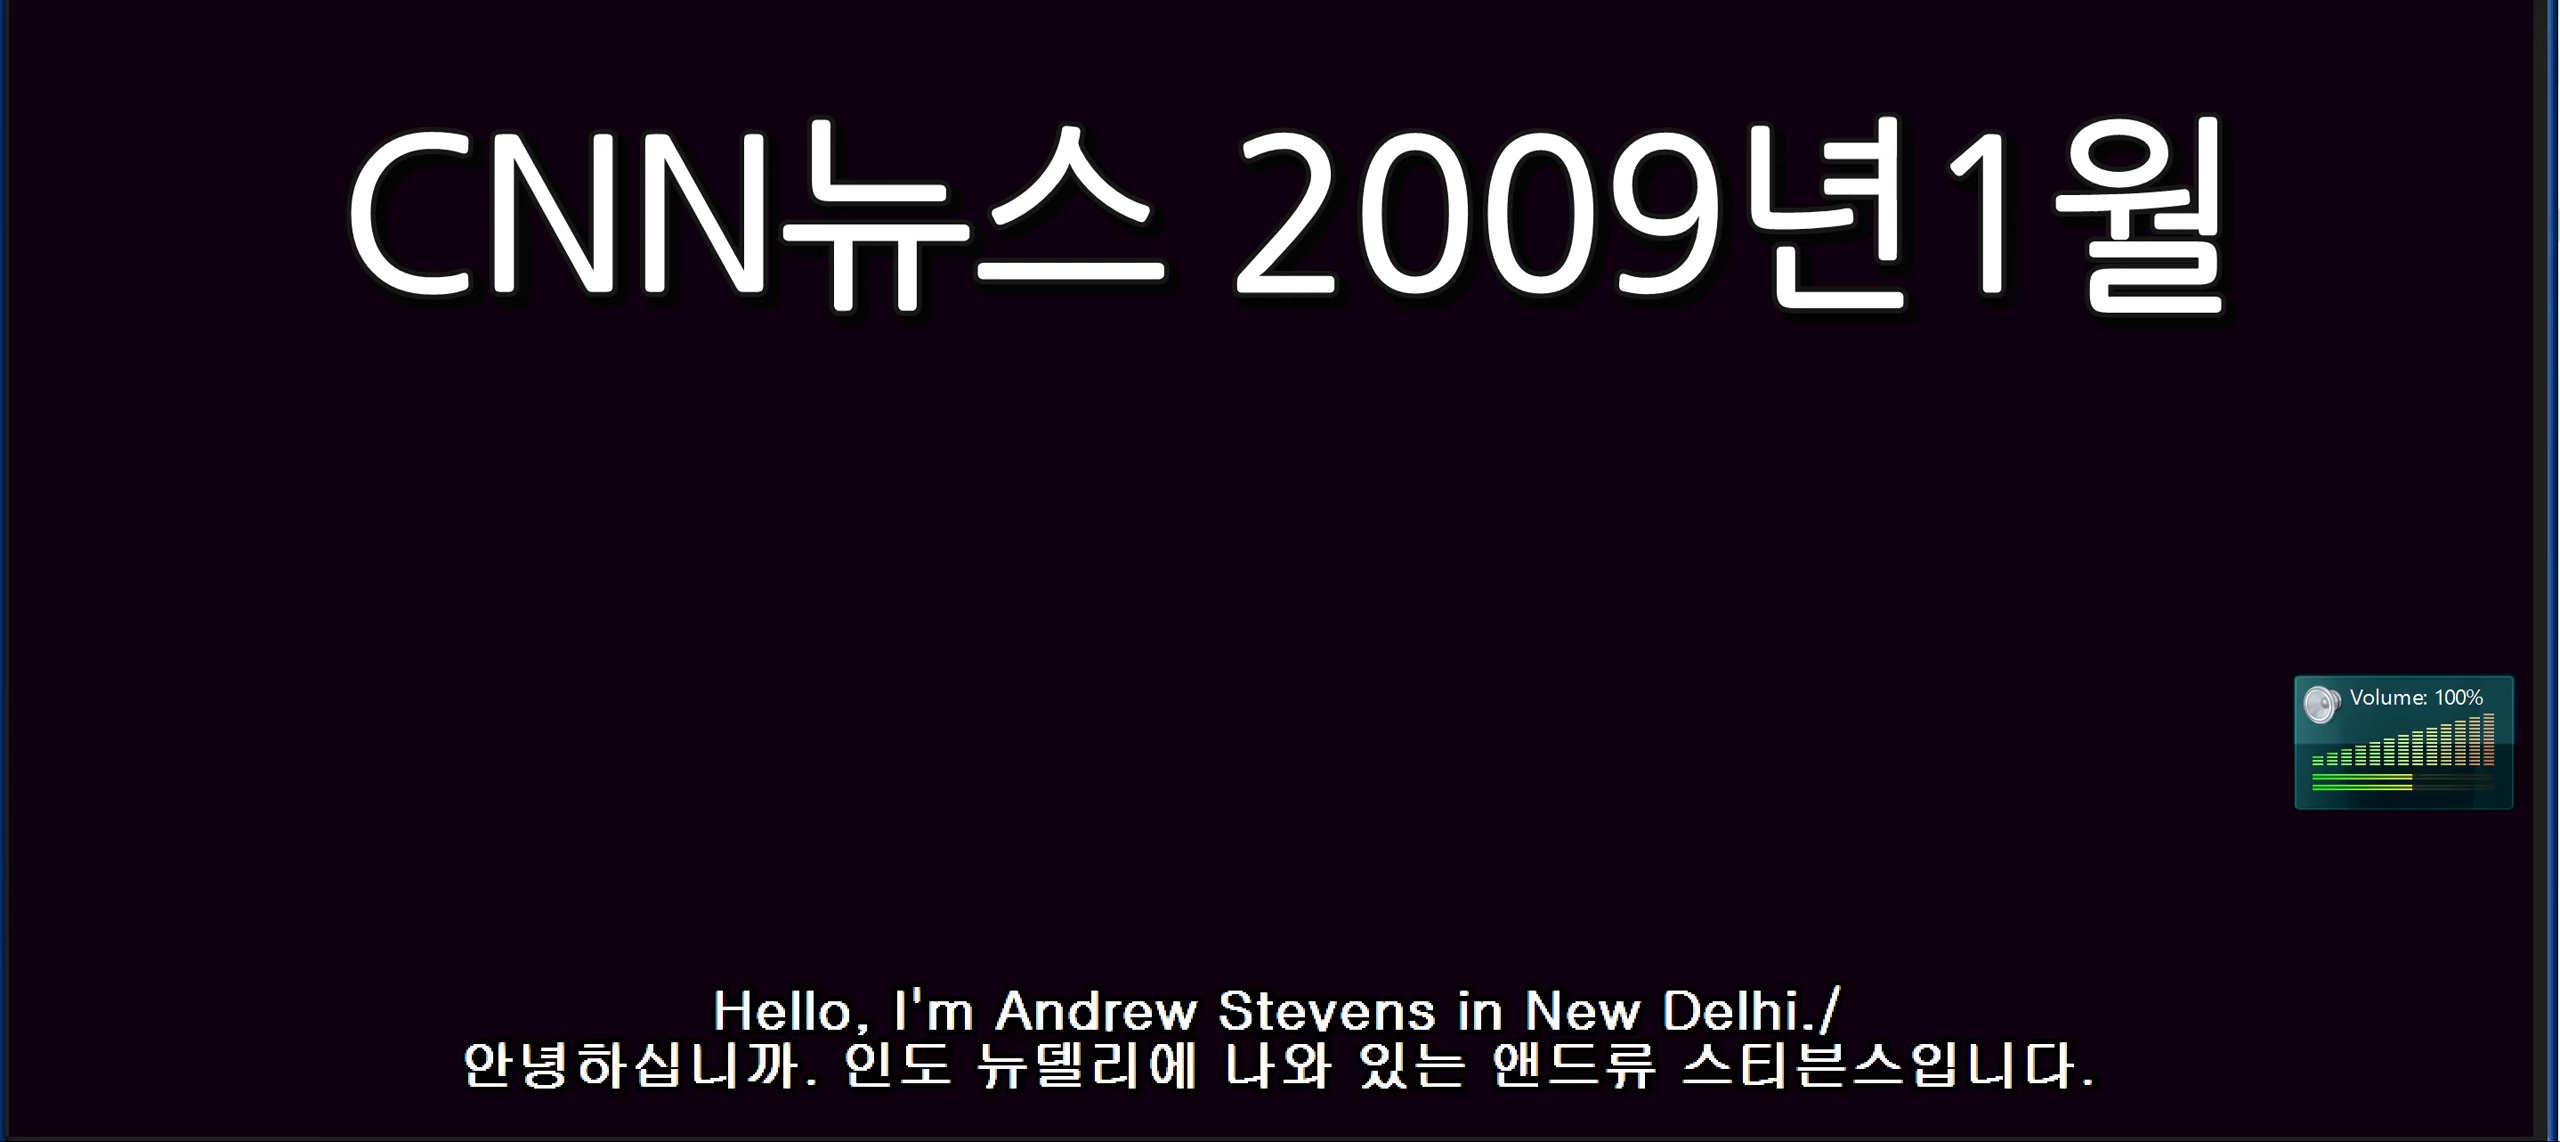 CNN뉴스 2009년1월
Volume: 100%
Hello, I'm Andrew Stevens in New Delhi./
안녕하십니까. 인도 뉴델리에 나와 있는 앤드류 스티븐스입니다.